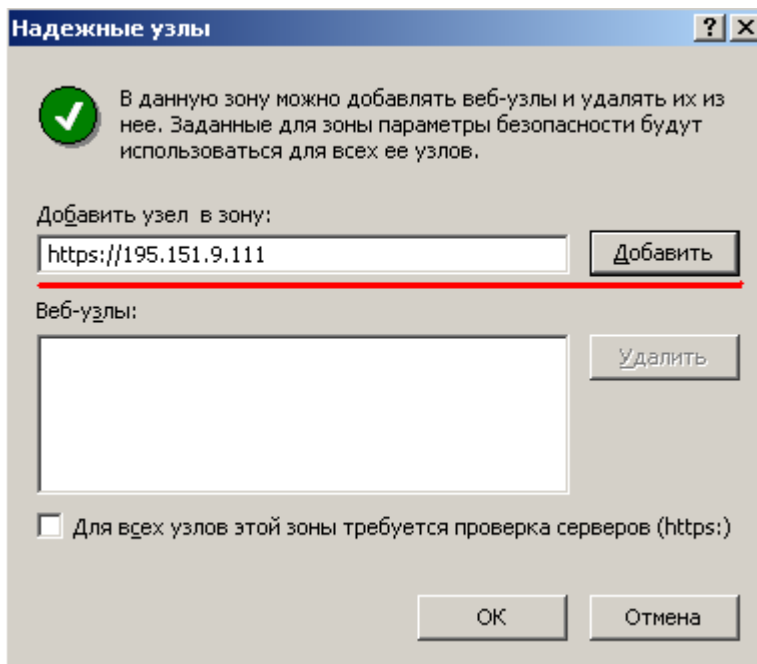 Надежные узлы
В данную зону можно добавлять веб-узлы и удалять их из
нее. Заданные для зоны параметры безопасности будут
использоваться для всех ее узлов.
Добавить узел в зону:
https://195.151.9.111
Добавить
Веб-узлы:
Удалить
Для всех узлов этой зоны требуется проверка серверов (https:)
ОК
Отмена